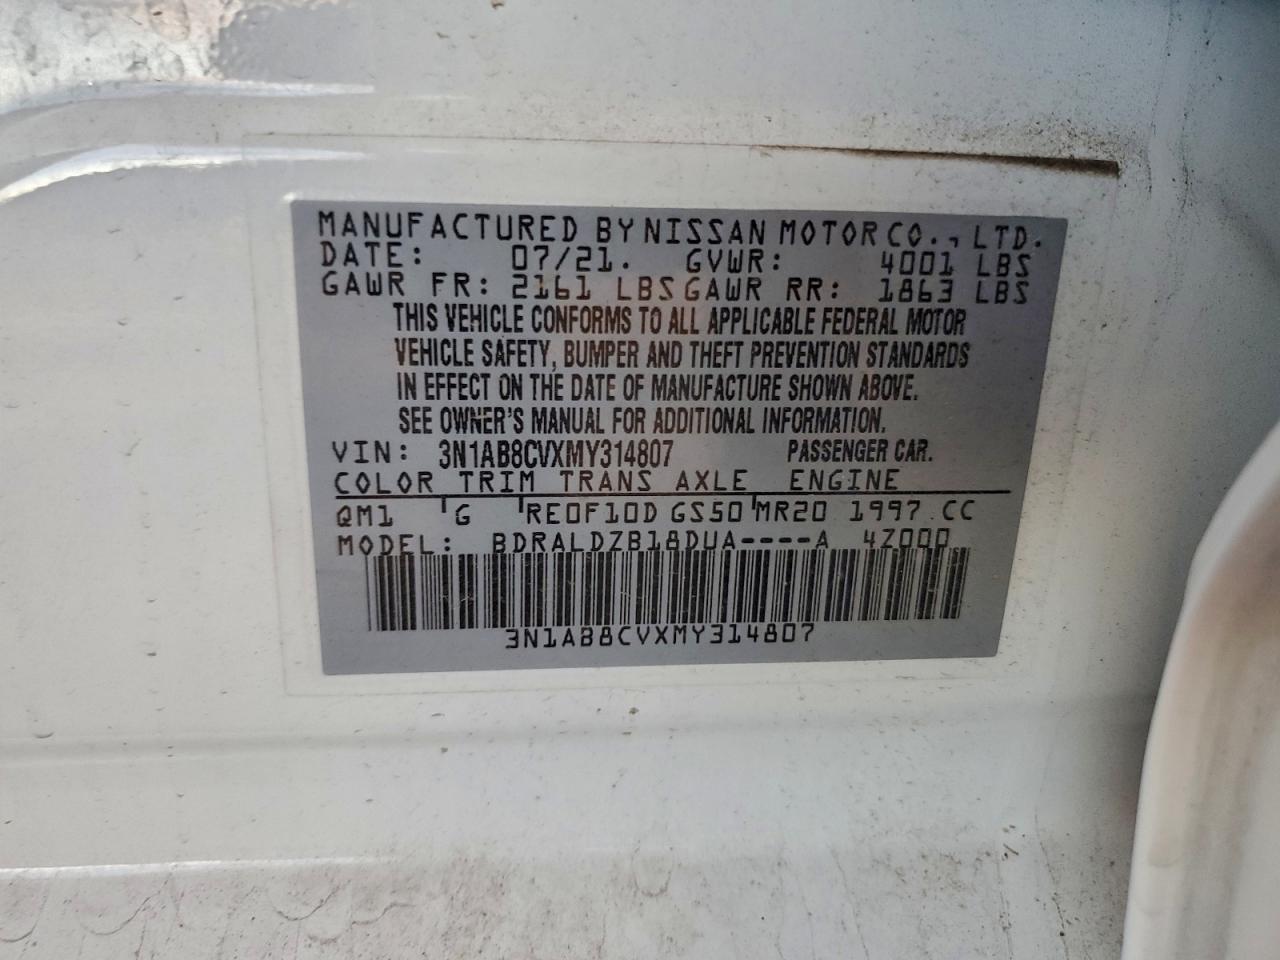 MANUFACTURED BY NISSAN MOTOR CO., LTD.
DATE: 07/21. GVWR: 4001 LBS
GAWR FR: 2161 LBS GAWR RR: 1863 LBS
THIS VEHICLE CONFORMS TO ALL APPLICABLE FEDERAL MOTOR
VEHICLE SAFETY, BUMPER AND THEFT PREVENTION STANDARDS
IN EFFECT ON THE DATE OF MANUFACTURE SHOWN ABOVE.
SEE OWNER'S MANUAL FOR ADDITIONAL INFORMATION.
VIN: 3N1AB8CVXMY314807 PASSENGER CAR.
COLOR TRIM TRANS AXLE ENGINE
QM1 G RE0F10D GS50 MR20 1997 CC
MODEL: BDRALDZB18DUA----A 4Z000
3N1AB8CVXMY314807